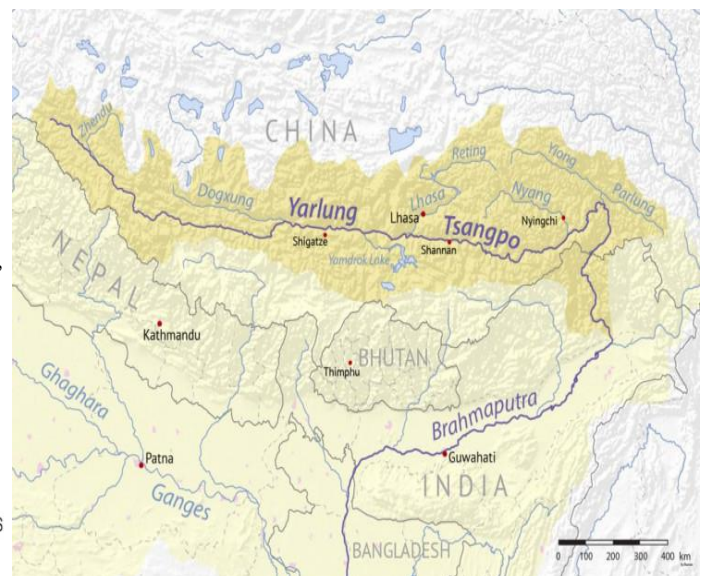 CHINA
Zhendu
Reting
Yiong
Parlung
Dogxung
Lhasa
Nyang
Yarlung
Lhasa
Tsangpo
Nyingchi
Shigatze
Shannan
Yamdrok Lake
NEPAL
,
Kathmandu
BHUTAN
Thimphu
Ghaghara
Brahmaputra
Patna
Guwahati
Ganges
INDIA
s
BANGLADESH
0 100 200 300 400 km